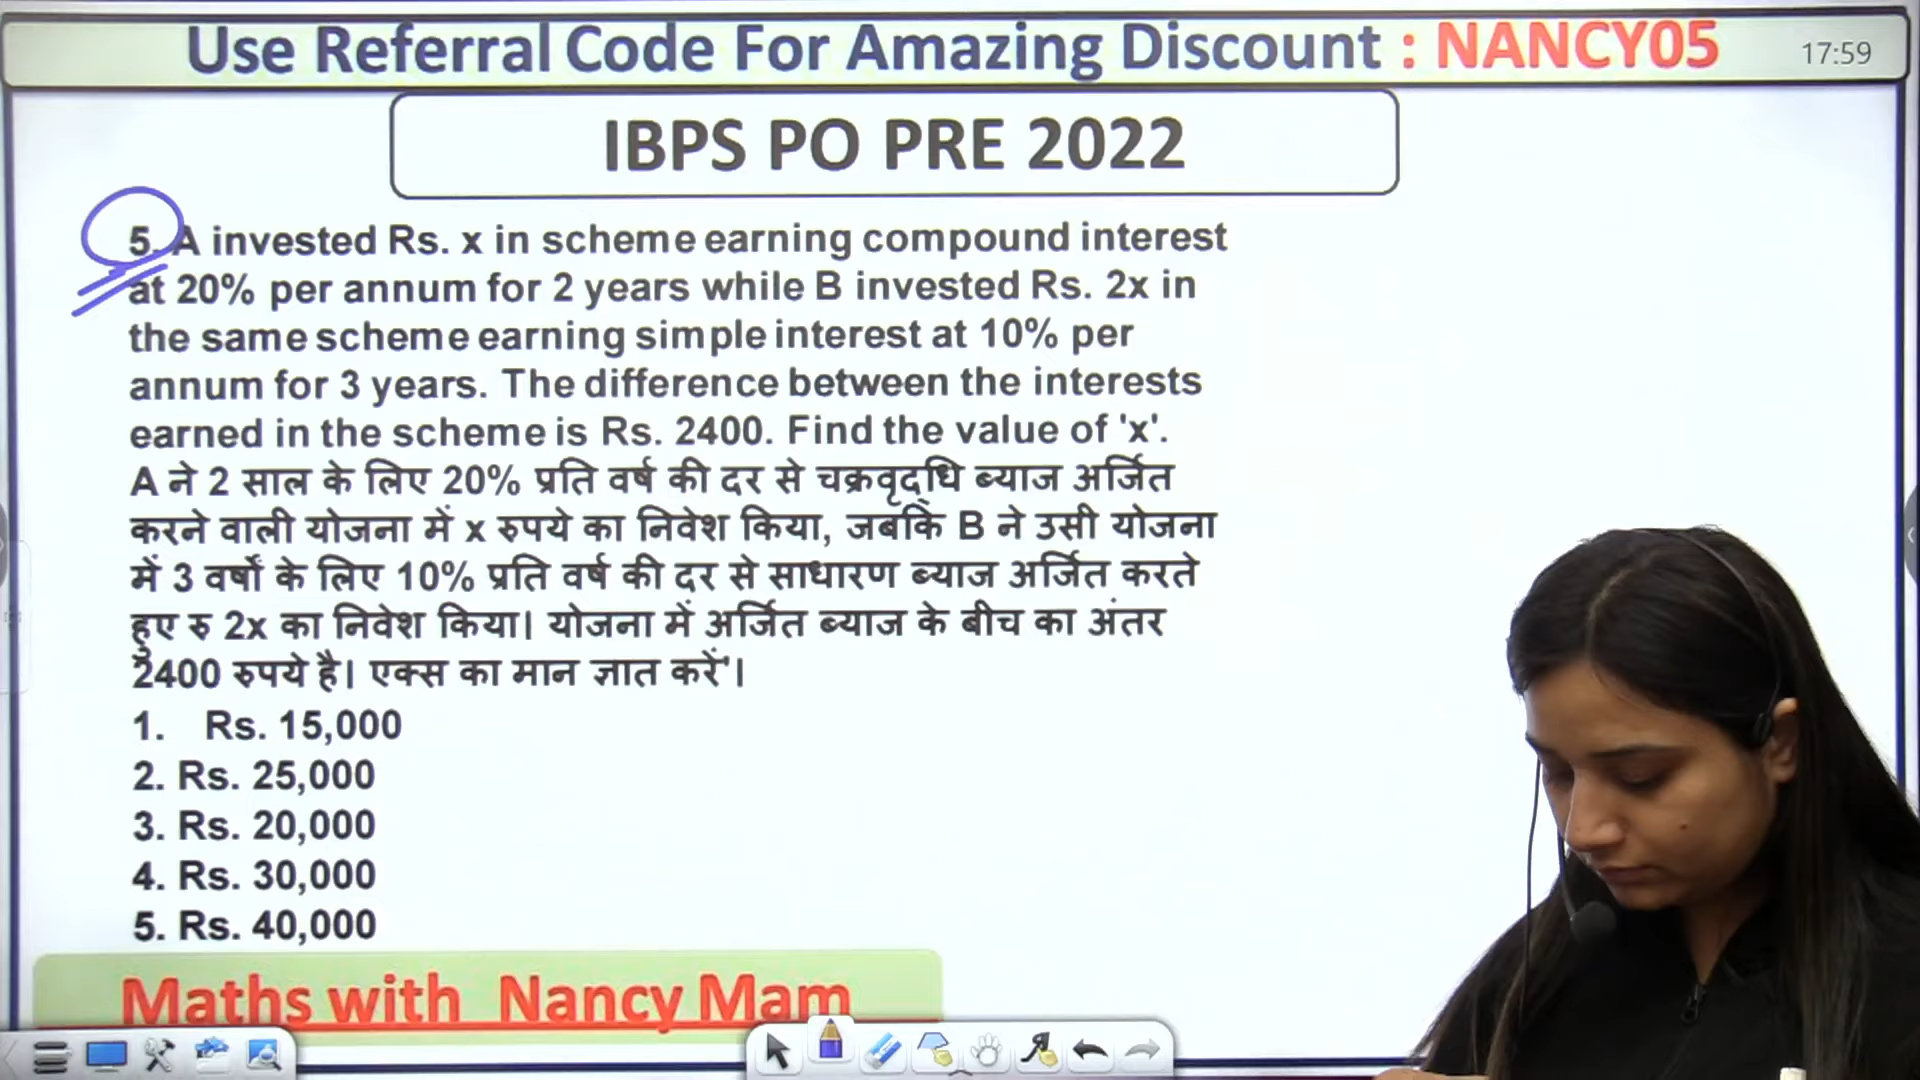 Use Referral Code For Amazing Discount : NANCY05
17:59
IBPS PO PRE 2022
5. A invested Rs. x in scheme earning compound interest
at 20% per annum for 2 years while B invested Rs. 2x in
the same scheme earning simple interest at 10% per
annum for 3 years. The difference between the interests
earned in the scheme is Rs. 2400. Find the value of 'x'.
A ने 2 साल के लिए 20% प्रति वर्ष की दर से चक्रवृद्धि ब्याज अर्जित
करने वाली योजना में x रुपये का निवेश किया, जबकि B ने उसी योजना
में 3 वर्षों के लिए 10% प्रति वर्ष की दर से साधारण ब्याज अर्जित करते
हुए रु 2x का निवेश किया। योजना में अर्जित ब्याज के बीच का अंतर
2400 रुपये है। एक्स का मान ज्ञात करें'।
1. Rs. 15,000
2. Rs. 25,000
3. Rs. 20,000
4. Rs. 30,000
5. Rs. 40,000
Maths with Nancy Mam